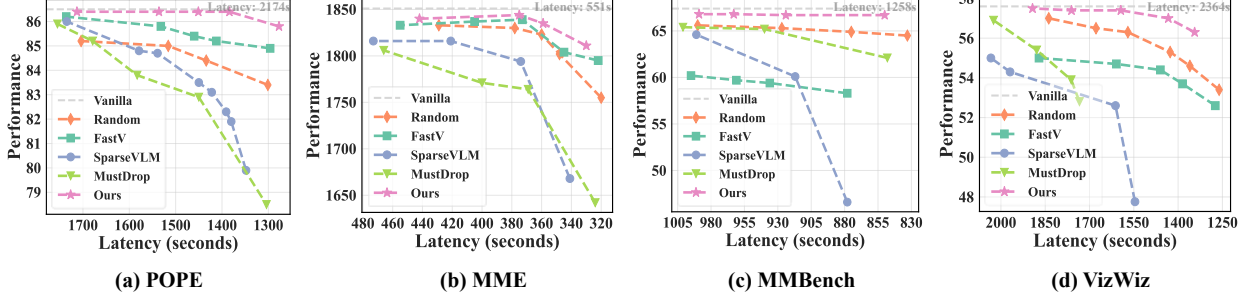 Latency: 2174s
86
85
84
83
82
81
80
79
Performance
Vanilla
Random
FastV
SparseVLM
MustDrop
Ours
1700 1600 1500 1400 1300
Latency (seconds)
(a) POPE
Latency: 551s
1850
1800
1750
1700
1650
Performance
Vanilla
Random
FastV
SparseVLM
MustDrop
Ours
480 460 440 420 400 380 360 340 320
Latency (seconds)
(b) MME
Latency: 1258s
65
60
55
50
Performance
Vanilla
Random
FastV
SparseVLM
MustDrop
Ours
1005 980 955 930 905 880 855 830
Latency (seconds)
(c) MMBench
Latency: 2364s
58
56
54
52
50
48
Performance
Vanilla
Random
FastV
SparseVLM
MustDrop
Ours
2000 1850 1700 1550 1400 1250
Latency (seconds)
(d) VizWiz